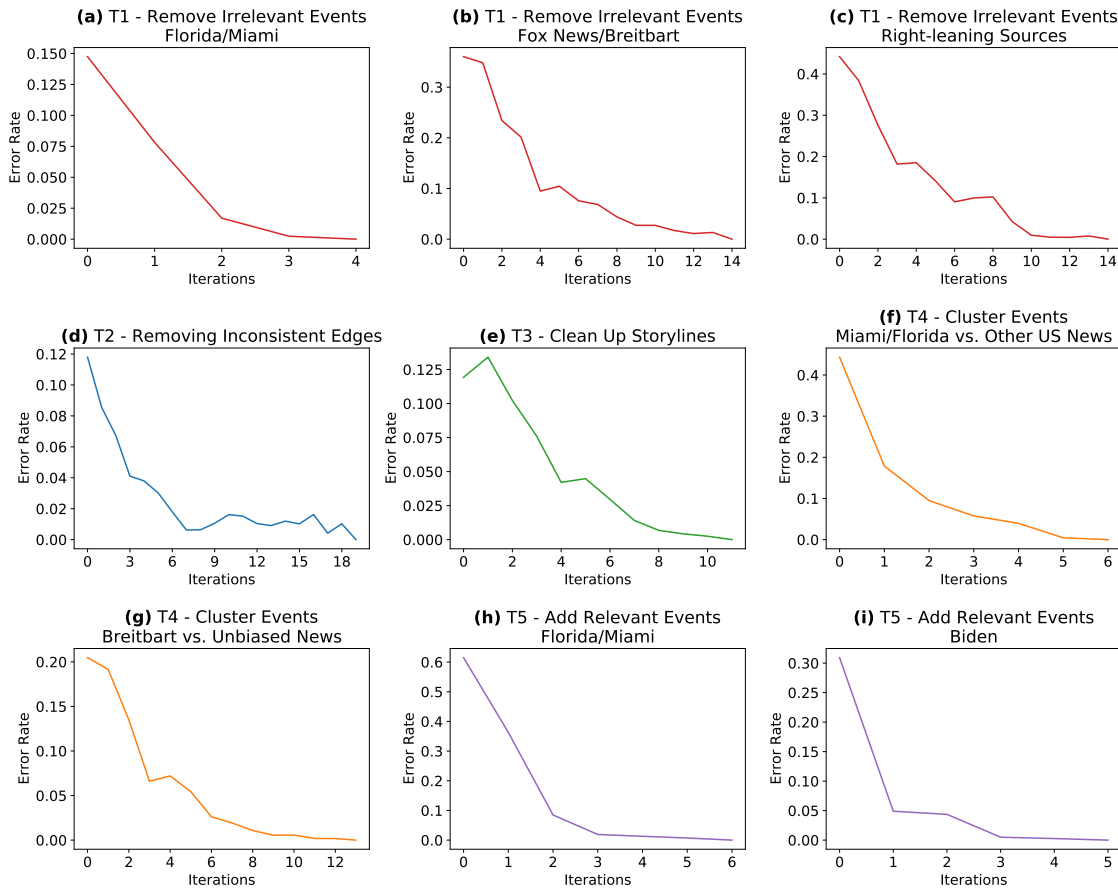 (a) T1 - Remove Irrelevant Events
Florida/Miami
0.150
0.125
0.100
0.075
0.050
0.025
0.000
Error Rate
0 1 2 3 4
Iterations
(b) T1 - Remove Irrelevant Events
Fox News/Breitbart
0.3
0.2
0.1
0.0
Error Rate
0 2 4 6 8 10 12 14
Iterations
(c) T1 - Remove Irrelevant Events
Right-leaning Sources
0.4
0.3
0.2
0.1
0.0
Error Rate
0 2 4 6 8 10 12 14
Iterations
(d) T2 - Removing Inconsistent Edges
0.12
0.10
0.08
0.06
0.04
0.02
0.00
Error Rate
0 3 6 9 12 15 18
Iterations
(e) T3 - Clean Up Storylines
0.125
0.100
0.075
0.050
0.025
0.000
Error Rate
0 2 4 6 8 10
Iterations
(f) T4 - Cluster Events
Miami/Florida vs. Other US News
0.4
0.3
0.2
0.1
0.0
Error Rate
0 1 2 3 4 5 6
Iterations
(g) T4 - Cluster Events
Breitbart vs. Unbiased News
0.20
0.15
0.10
0.05
0.00
Error Rate
0 2 4 6 8 10 12
Iterations
(h) T5 - Add Relevant Events
Florida/Miami
0.6
0.5
0.4
0.3
0.2
0.1
0.0
Error Rate
0 1 2 3 4 5 6
Iterations
(i) T5 - Add Relevant Events
Biden
0.30
0.25
0.20
0.15
0.10
0.05
0.00
Error Rate
0 1 2 3 4 5
Iterations